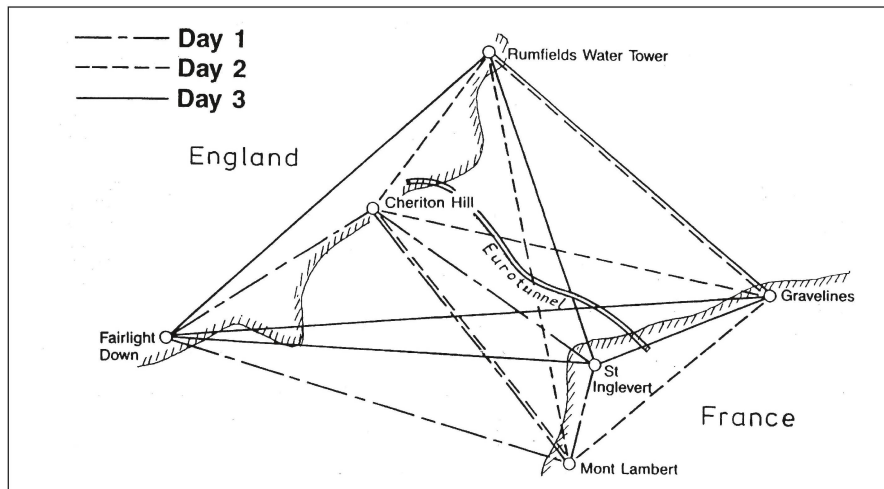 Day 1
Day 2
Day 3
Rumfields Water Tower
England
Cheriton Hill
Eurotunnel
Gravelines
Fairlight
Down
St
Inglevert
France
Mont Lambert